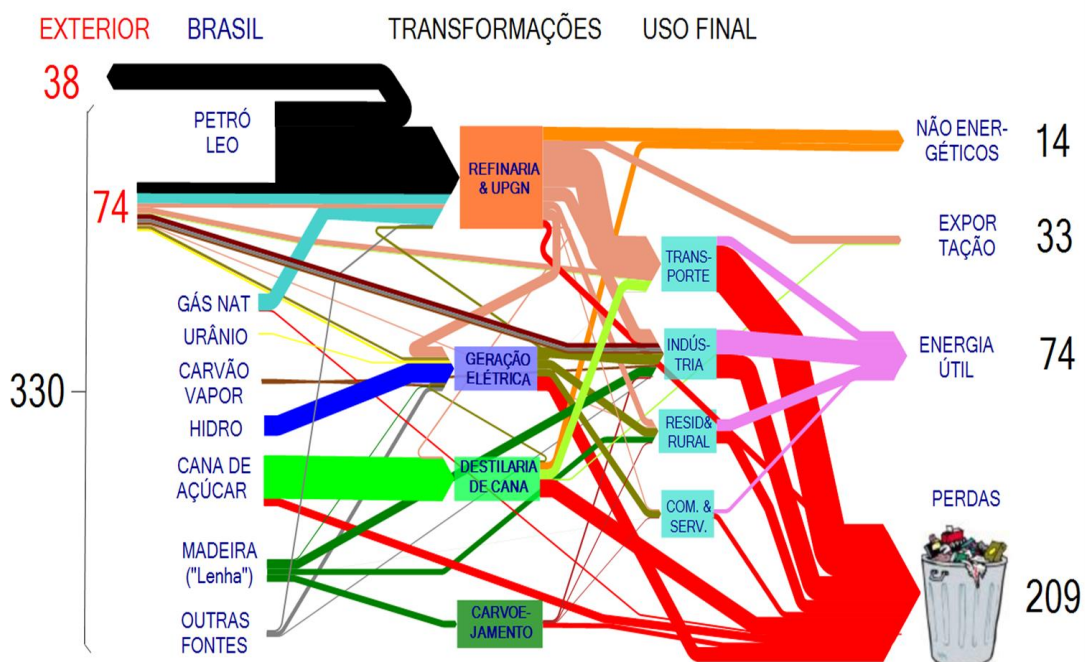 EXTERIOR BRASIL TRANSFORMAÇÕES USO FINAL
38
74
330
PETRÓ
LEO
GÁS NAT
URÂNIO
CARVÃO
VAPOR
HIDRO
CANA DE
AÇÚCAR
MADEIRA
("Lenha")
OUTRAS
FONTES
REFINARIA
& UPGN
GERAÇÃO
ELÉTRICA
DESTILARIA
DE CANA
CARVOE-
JAMENTO
TRANS-
PORTE
INDÚS-
TRIA
RESID&
RURAL
COM. &
SERV.
NÃO ENER-
GÉTICOS
14
EXPOR
TAÇÃO
33
ENERGIA
ÚTIL
74
PERDAS
209